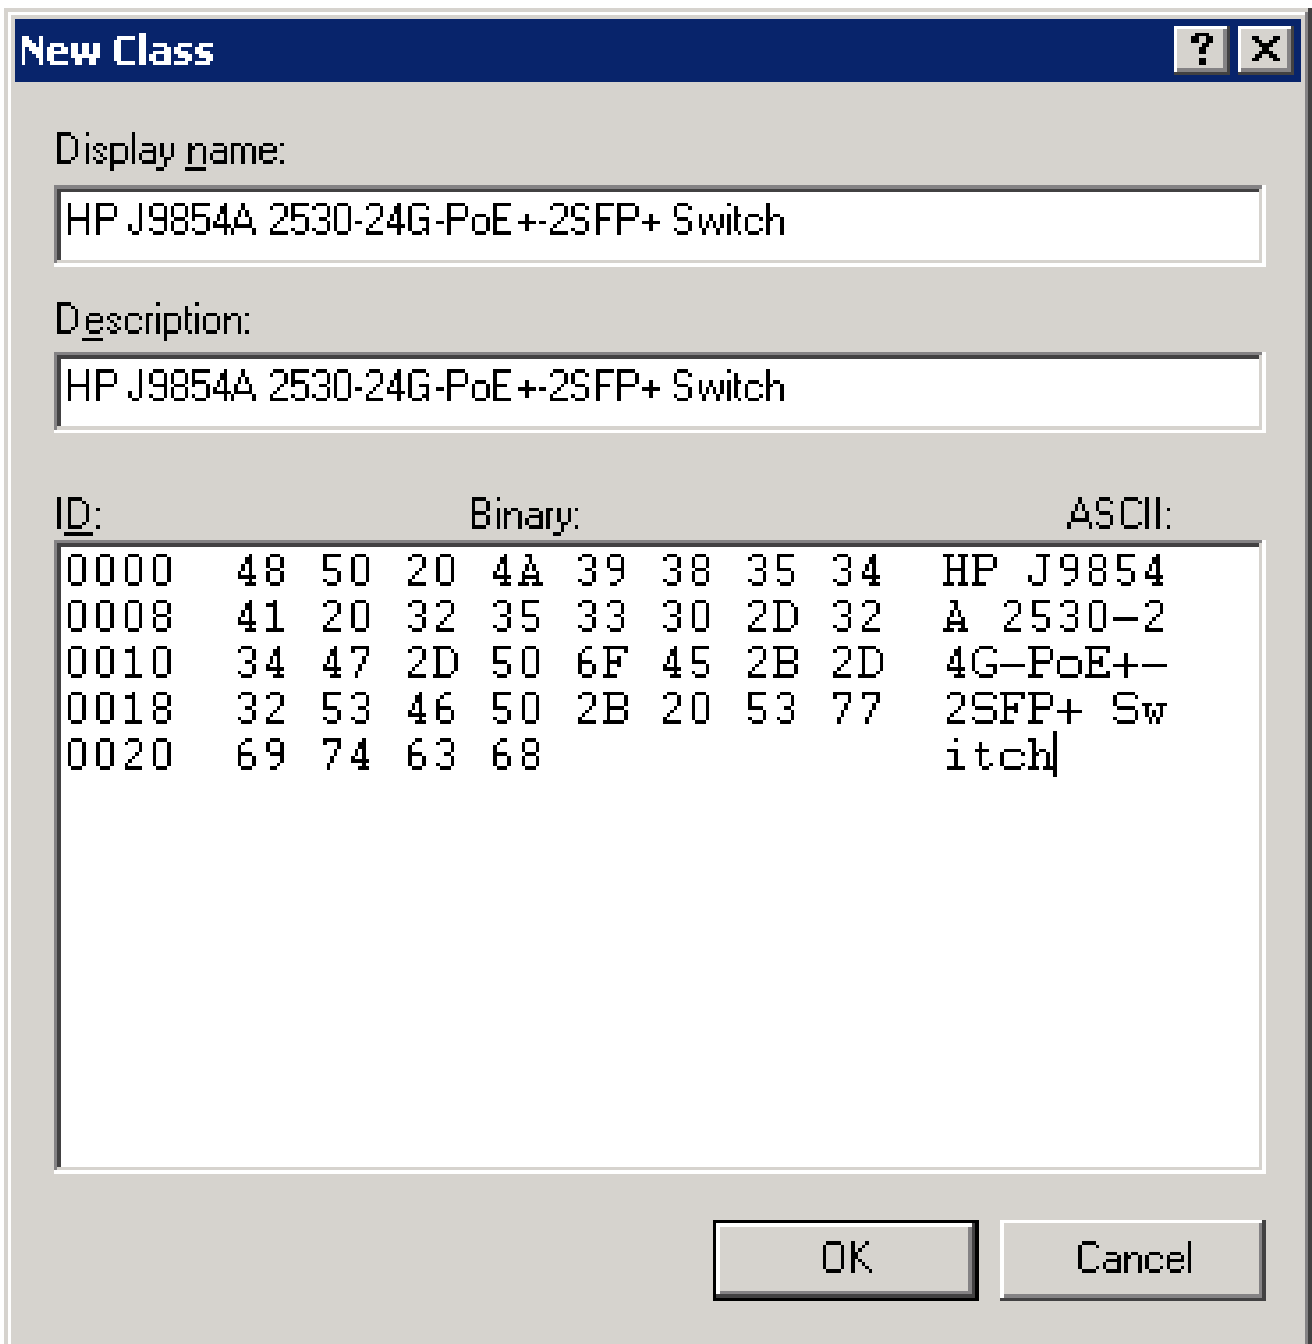 New Class
Display name:
HP J9854A 2530-24G-PoE+-2SFP+ Switch
Description:
HP J9854A 2530-24G-PoE+-2SFP+ Switch
ID: Binary: ASCII:
0000 48 50 20 4A 39 38 35 34 HP J9854
0008 41 20 32 35 33 30 2D 32 A 2530-2
0010 34 47 2D 50 6F 45 2B 2D 4G-PoE+-
0018 32 53 46 50 2B 20 53 77 2SFP+ Sw
0020 69 74 63 68 itch
OK Cancel